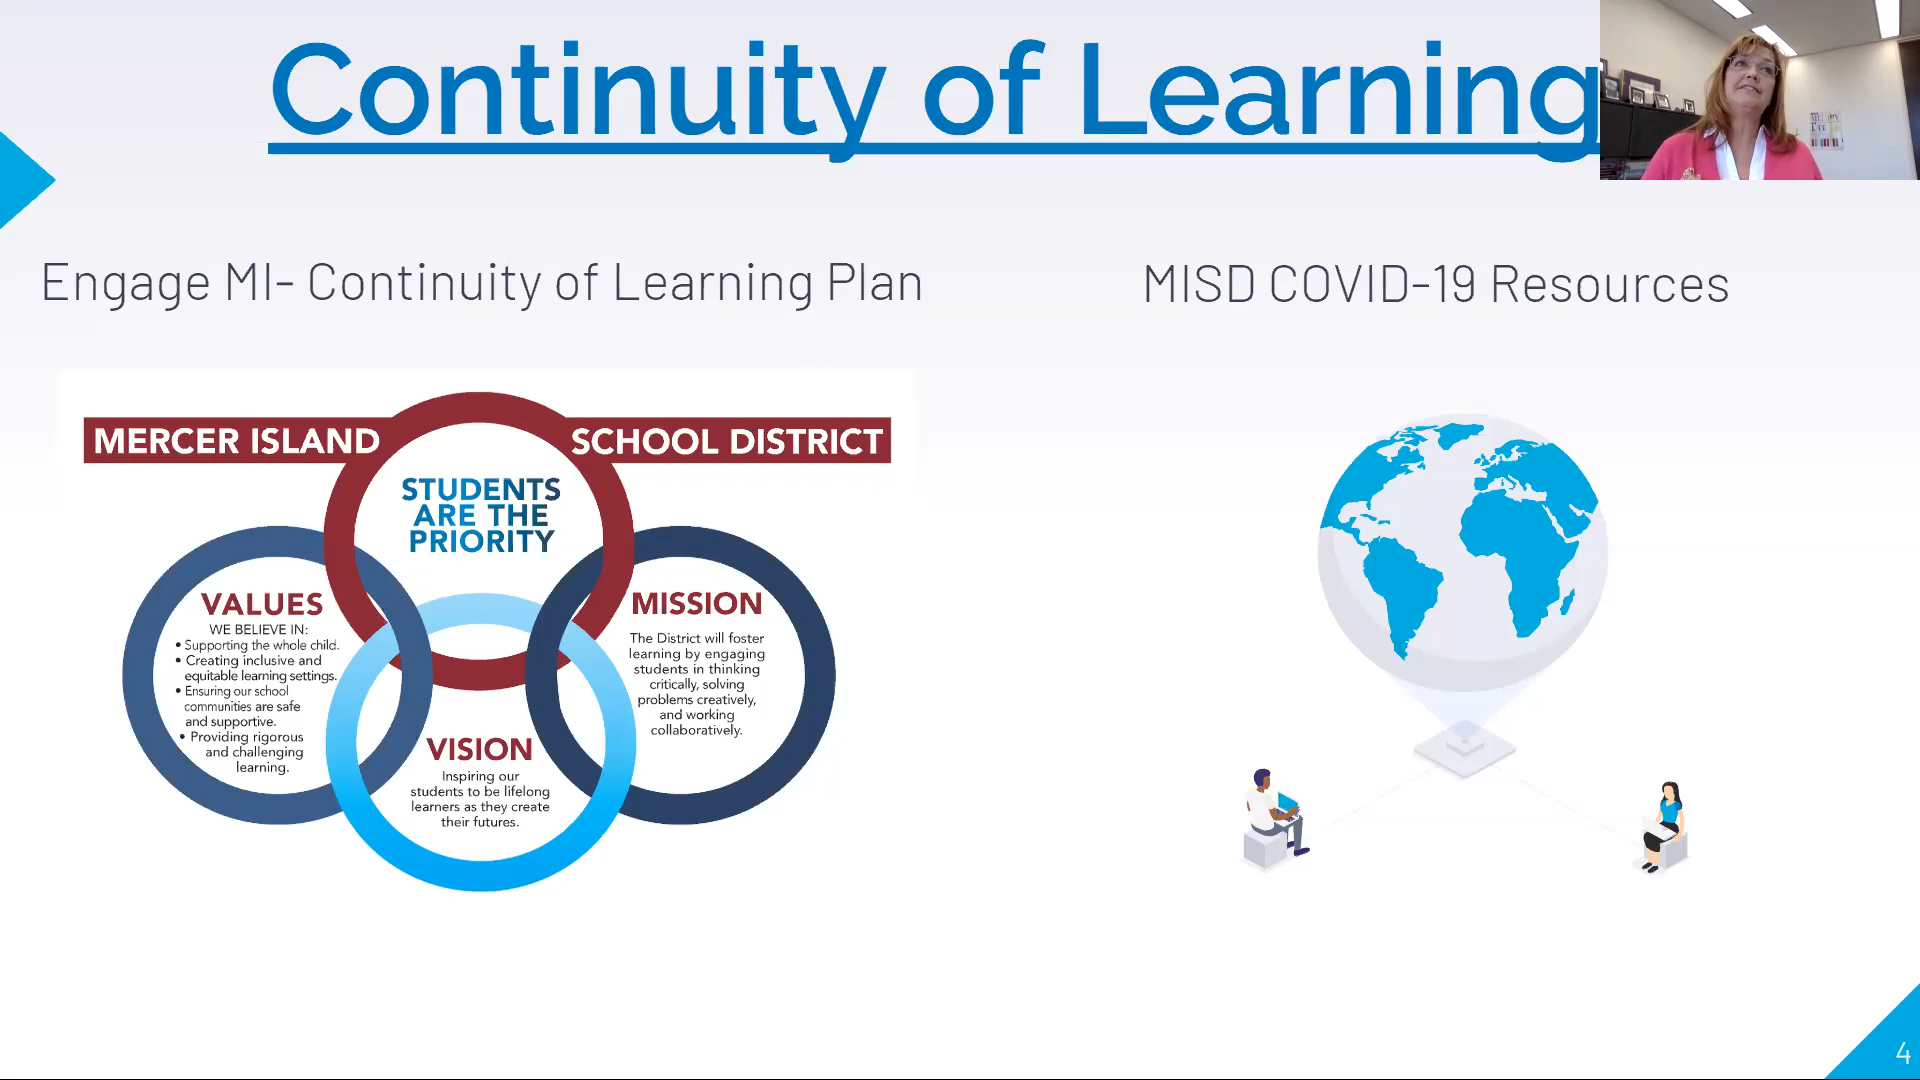 Continuity of Learning
Engage MI- Continuity of Learning Plan
MISD COVID-19 Resources
MERCER ISLAND
SCHOOL DISTRICT
STUDENTS
ARE THE
PRIORITY
VALUES
WE BELIEVE IN:
• Supporting the whole child.
• Creating inclusive and
equitable learning settings.
• Ensuring our school
communities are safe
and supportive.
• Providing rigorous
and challenging
learning.
VISION
Inspiring our
students to be lifelong
learners as they create
their futures.
MISSION
The District will foster
learning by engaging
students in thinking
critically, solving
problems creatively,
and working
collaboratively.
4